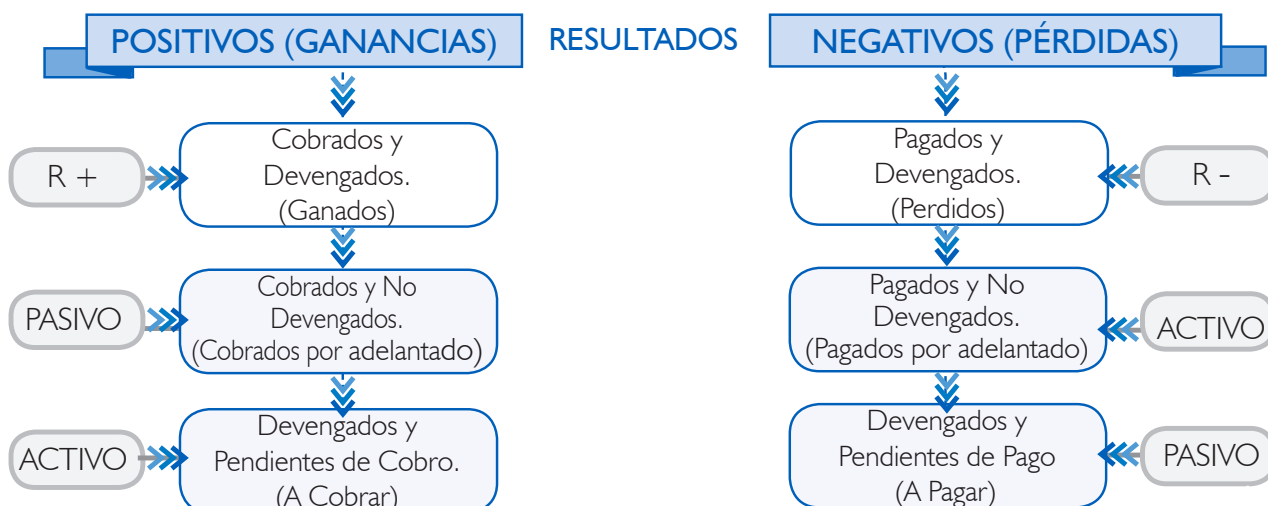 POSITIVOS (GANANCIAS)
RESULTADOS
NEGATIVOS (PÉRDIDAS)
R +
Cobrados y
Devengados.
(Ganados)
Pagados y
Devengados.
(Perdidos)
R -
PASIVO
Cobrados y No
Devengados.
(Cobrados por adelantado)
Pagados y No
Devengados.
(Pagados por adelantado)
ACTIVO
ACTIVO
Devengados y
Pendientes de Cobro.
(A Cobrar)
Devengados y
Pendientes de Pago
(A Pagar)
PASIVO